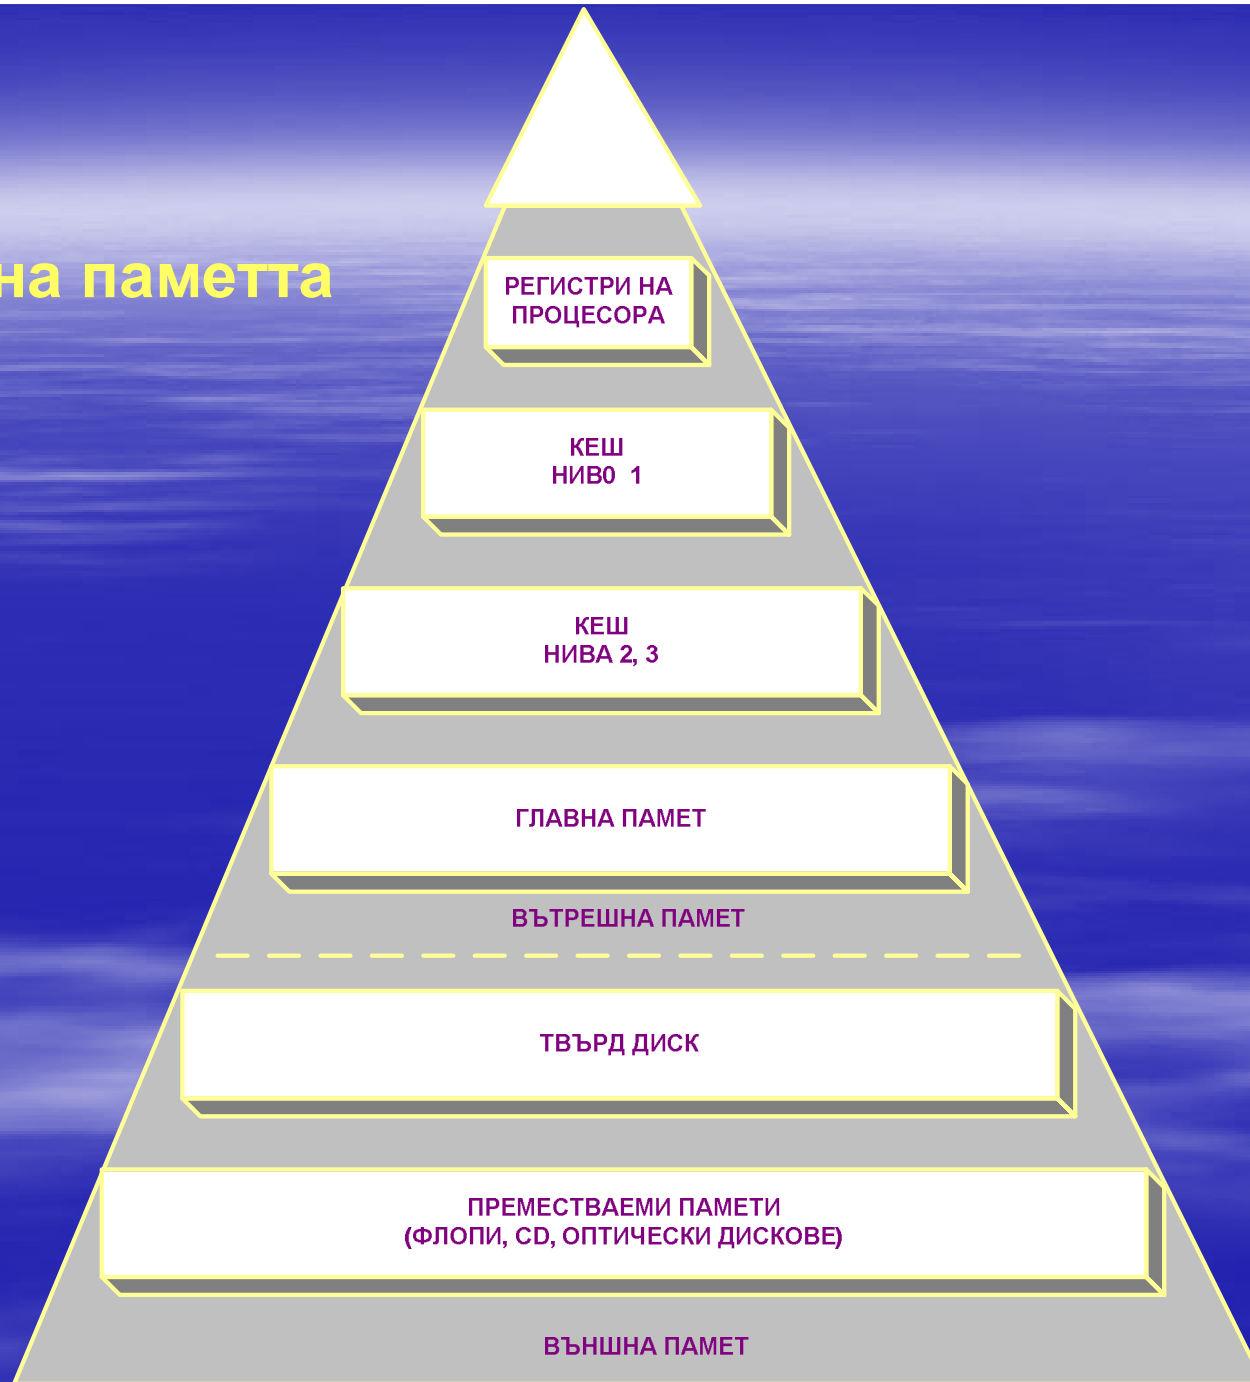 на паметта
РЕГИСТРИ НА
ПРОЦЕСОРА
КЕШ
НИВ0 1
КЕШ
НИВА 2, 3
ГЛАВНА ПАМЕТ
ВЪТРЕШНА ПАМЕТ
ТВЪРД ДИСК
ПРЕМЕСТВАЕМИ ПАМЕТИ
(ФЛОПИ, CD, ОПТИЧЕСКИ ДИСКОВЕ)
ВЪНШНА ПАМЕТ